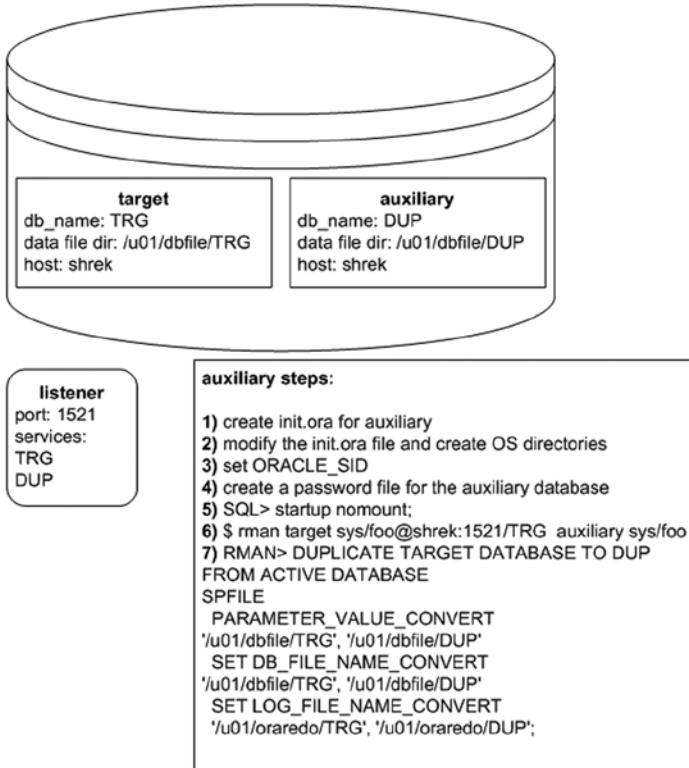 target
db_name: TRG
data file dir: /u01/dbfile/TRG
host: shrek
auxiliary
db_name: DUP
data file dir: /u01/dbfile/DUP
host: shrek
listener
port: 1521
services:
TRG
DUP
auxiliary steps:
1) create init.ora for auxiliary
2) modify the init.ora file and create OS directories
3) set ORACLE_SID
4) create a password file for the auxiliary database
5) SQL> startup nomount;
6) $ rman target sys/foo@shrek:1521/TRG auxiliary sys/foo
7) RMAN> DUPLICATE TARGET DATABASE TO DUP
FROM ACTIVE DATABASE
SPFILE
PARAMETER_VALUE_CONVERT
'/u01/dbfile/TRG', '/u01/dbfile/DUP'
SET DB_FILE_NAME_CONVERT
'/u01/dbfile/TRG', '/u01/dbfile/DUP'
SET LOG_FILE_NAME_CONVERT
'/u01/oraredo/TRG', '/u01/oraredo/DUP';